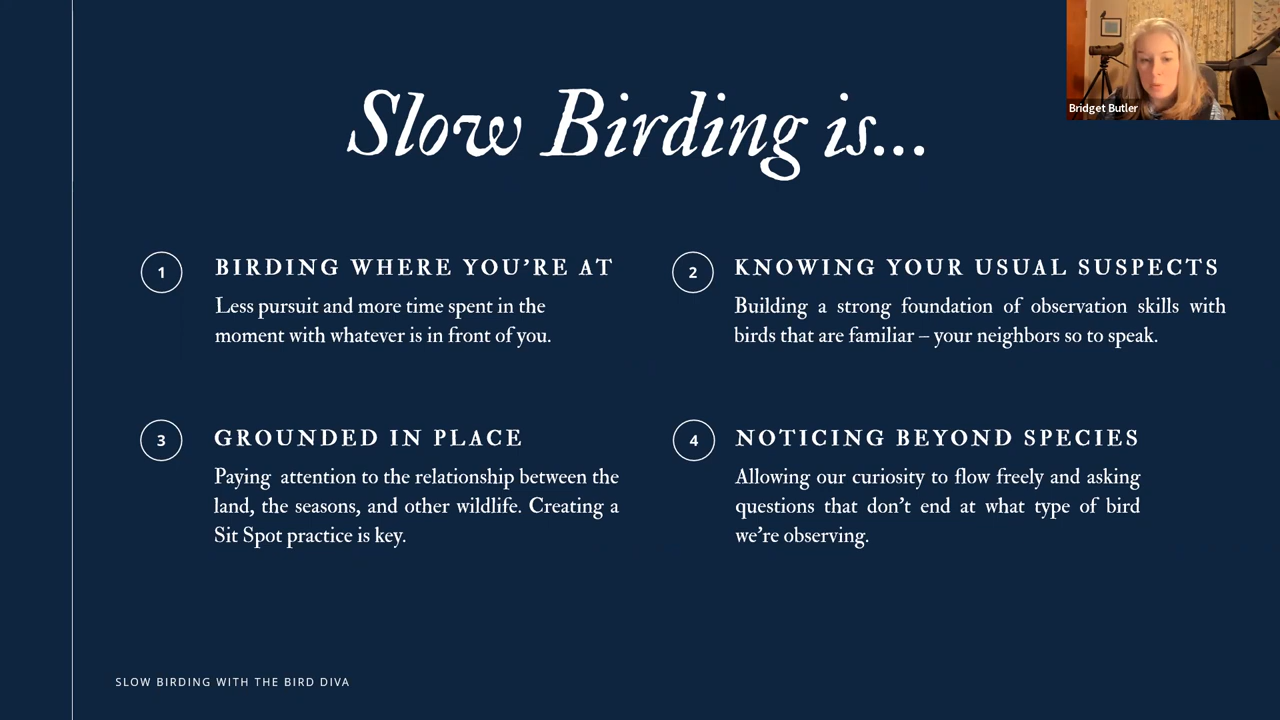 Slow Birding is...
Bridget Butler
1
BIRDING WHERE YOU'RE AT
Less pursuit and more time spent in the
moment with whatever is in front of you.
2
KNOWING YOUR USUAL SUSPECTS
Building a strong foundation of observation skills with
birds that are familiar – your neighbors so to speak.
3
GROUNDED IN PLACE
Paying attention to the relationship between the
land, the seasons, and other wildlife. Creating a
Sit Spot practice is key.
4
NOTICING BEYOND SPECIES
Allowing our curiosity to flow freely and asking
questions that don't end at what type of bird
we're observing.
SLOW BIRDING WITH THE BIRD DIVA